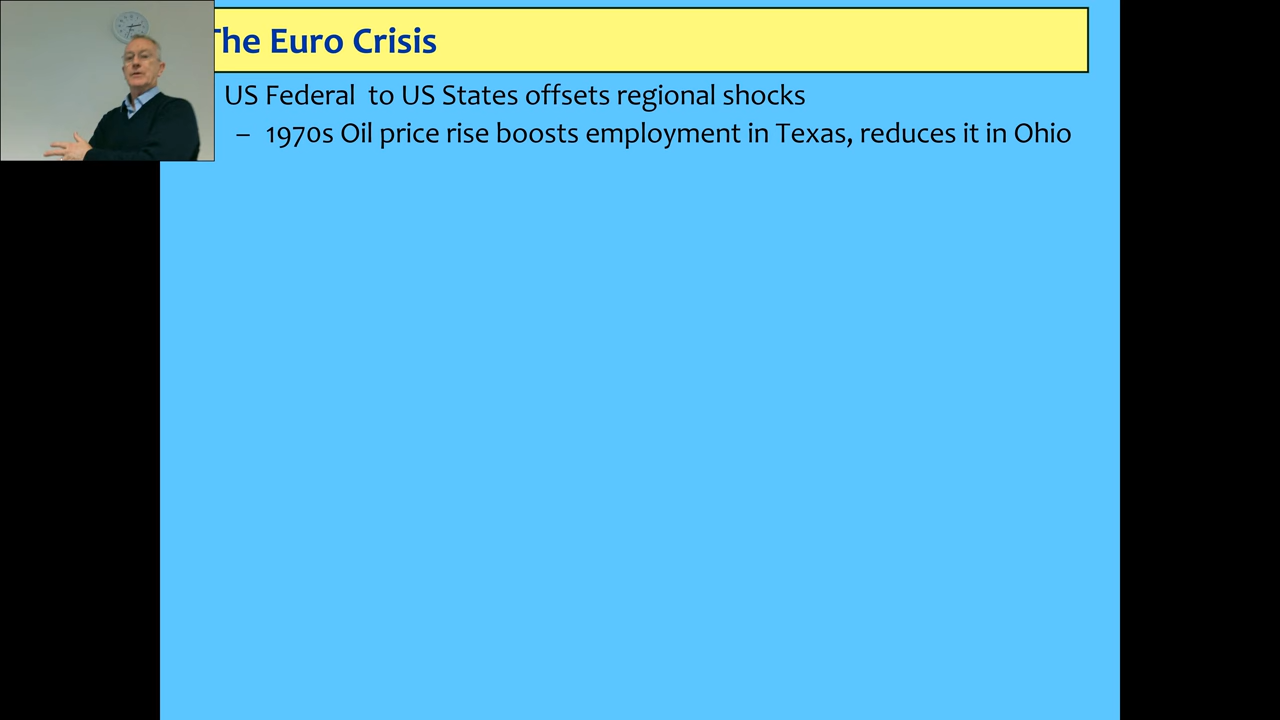 The Euro Crisis
US Federal to US States offsets regional shocks
– 1970s Oil price rise boosts employment in Texas, reduces it in Ohio